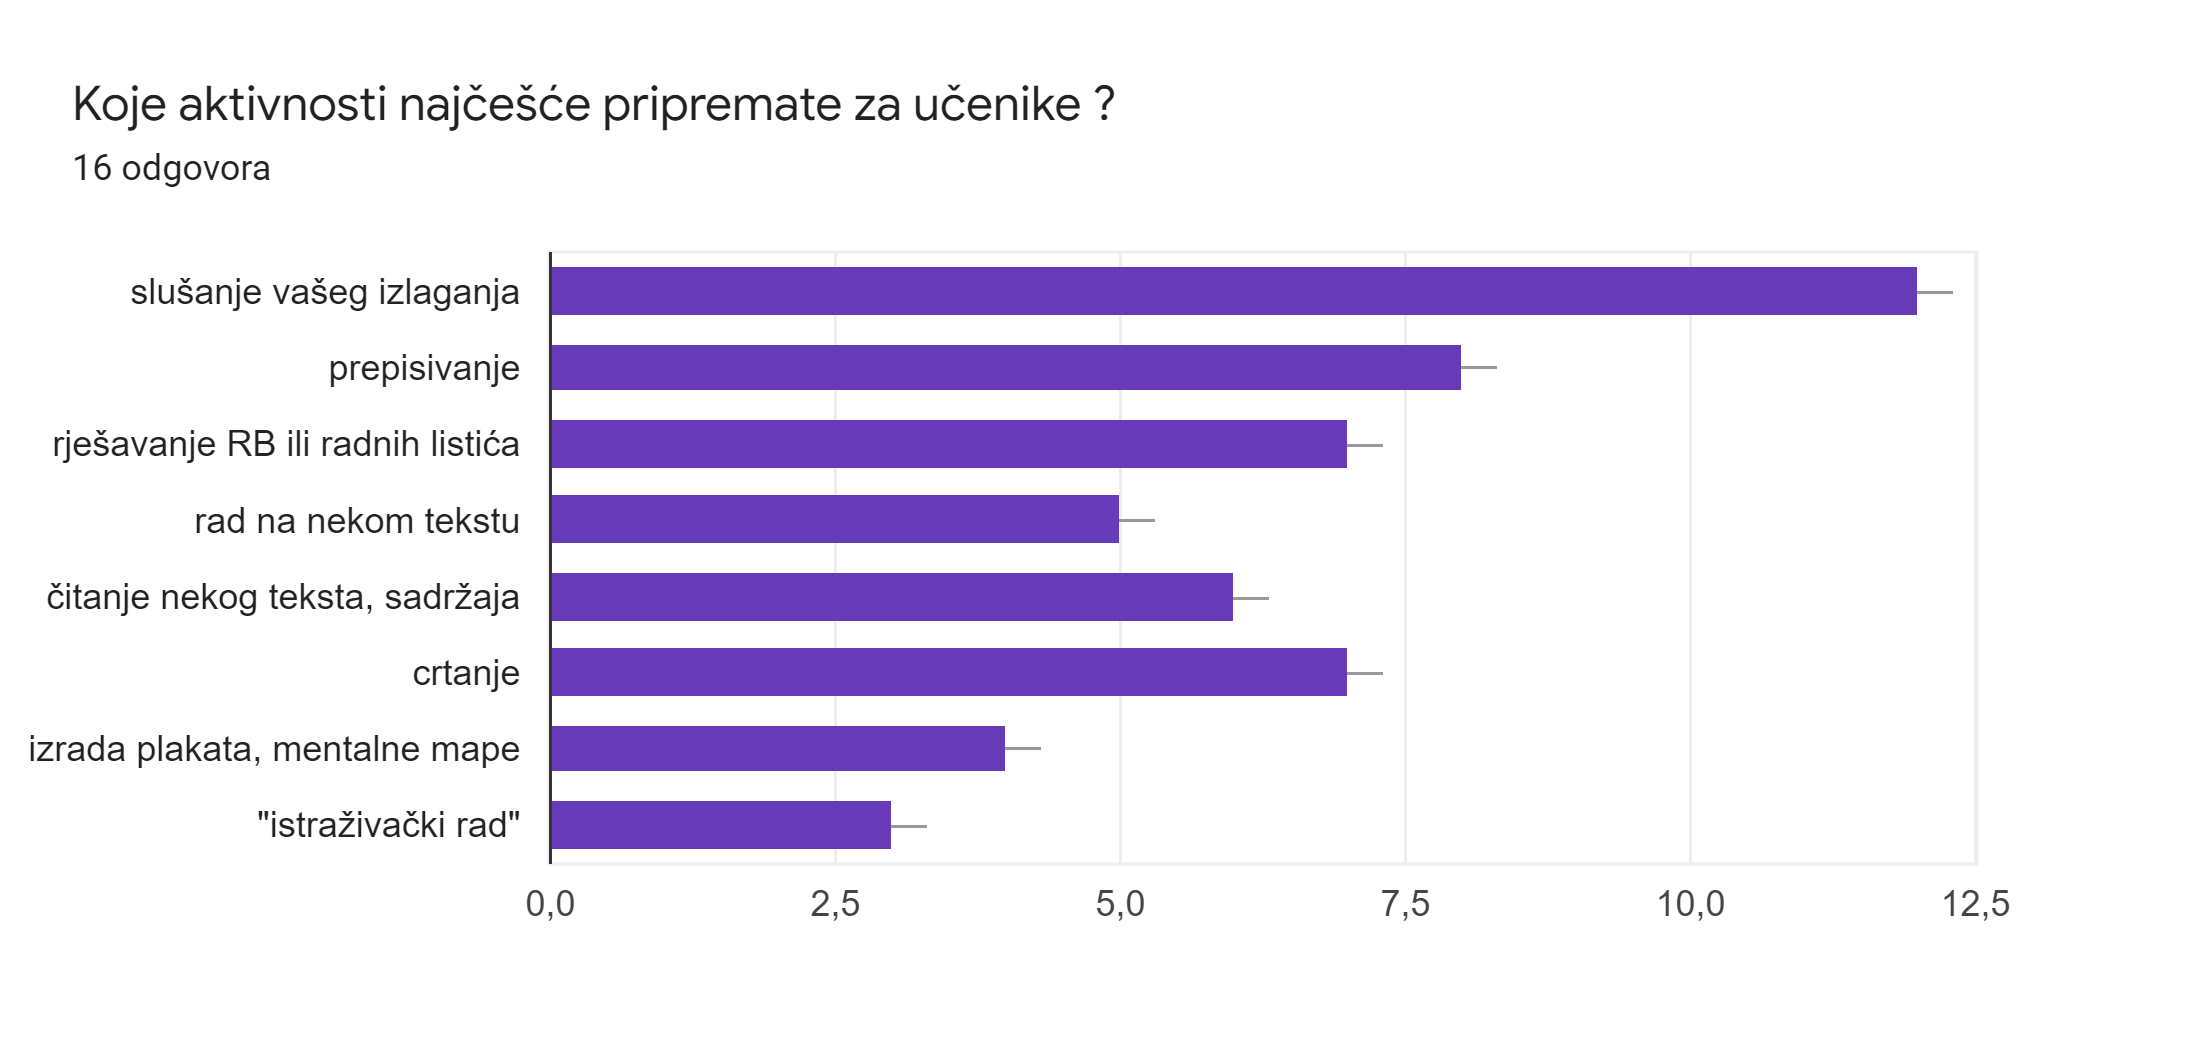 Koje aktivnosti najčešće pripremate za učenike ?
16 odgovora
slušanje vašeg izlaganja
prepisivanje
rješavanje RB ili radnih listića
rad na nekom tekstu
čitanje nekog teksta, sadržaja
crtanje
izrada plakata, mentalne mape
"istraživački rad"
0,0 2,5 5,0 7,5 10,0 12,5